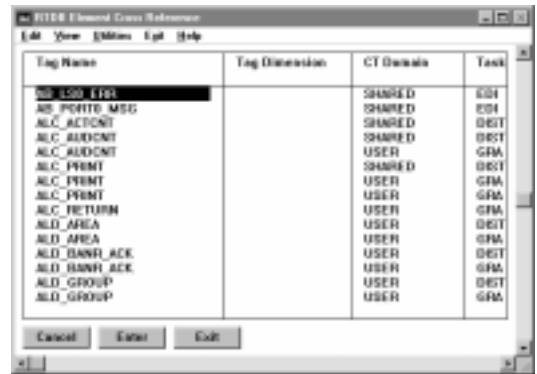 RTDB Element Cross Reference
Edit View Utilities Exit Help
Tag Name Tag Dimension CT Domain Task
AB_LS0_ERR SHARED EDI
AB_PORT0_MSG SHARED EDI
ALC_ACTCNT SHARED DIST
ALC_AUDCNT SHARED DIST
ALC_AUDCNT USER GRA
ALC_PRINT SHARED DIST
ALC_PRINT USER GRA
ALC_PRINT USER GRA
ALC_RETURN USER GRA
ALD_AREA USER DIST
ALD_AREA USER GRA
ALD_BANR_ACK USER DIST
ALD_BANR_ACK USER GRA
ALD_GROUP USER DIST
ALD_GROUP USER GRA
Cancel Enter Exit